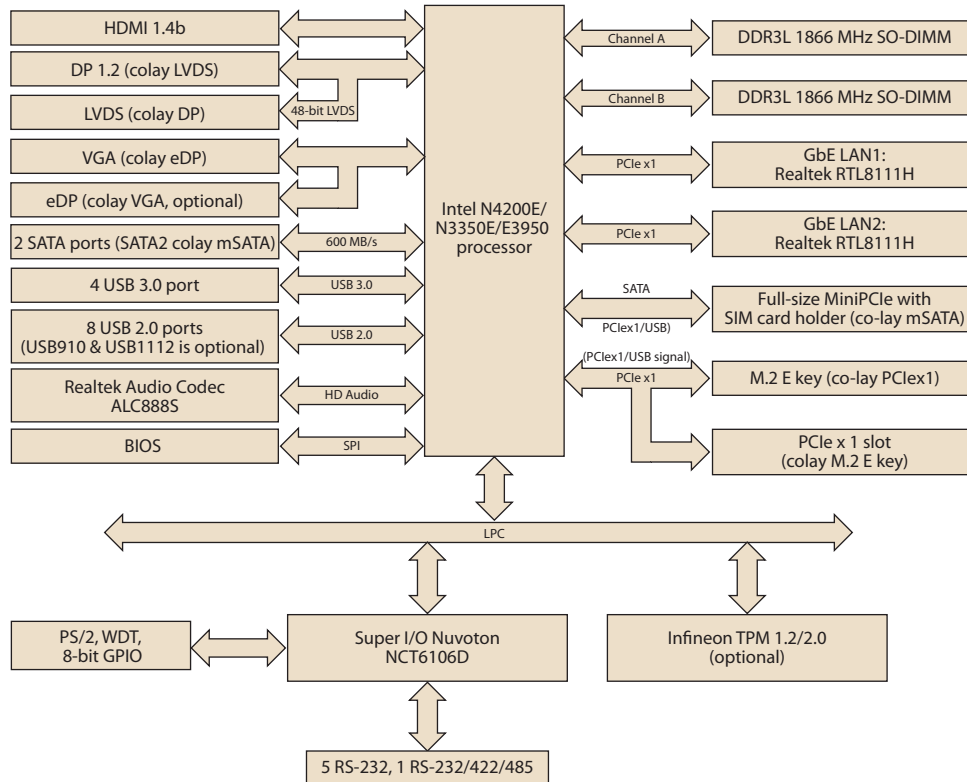 HDMI 1.4b
DP 1.2 (colay LVDS)
48-bit LVDS
LVDS (colay DP)
VGA (colay eDP)
eDP (colay VGA, optional)
2 SATA ports (SATA2 colay mSATA)
600 MB/s
4 USB 3.0 port
USB 3.0
8 USB 2.0 ports
(USB910 & USB1112 is optional)
USB 2.0
Realtek Audio Codec
ALC888S
HD Audio
BIOS
SPI
Intel N4200E/
N3350E/E3950
processor
Channel A
DDR3L 1866 MHz SO-DIMM
Channel B
DDR3L 1866 MHz SO-DIMM
PCIe x1
GbE LAN1:
Realtek RTL8111H
PCIe x1
GbE LAN2:
Realtek RTL8111H
SATA
PCIex1/USB)
Full-size MiniPCIe with
SIM card holder (co-lay mSATA)
(PCIex1/USB signal)
PCIe x1
M.2 E key (co-lay PCIex1)
PCIe x 1 slot
(colay M.2 E key)
LPC
PS/2, WDT,
8-bit GPIO
Super I/O Nuvoton
NCT6106D
Infineon TPM 1.2/2.0
(optional)
5 RS-232, 1 RS-232/422/485